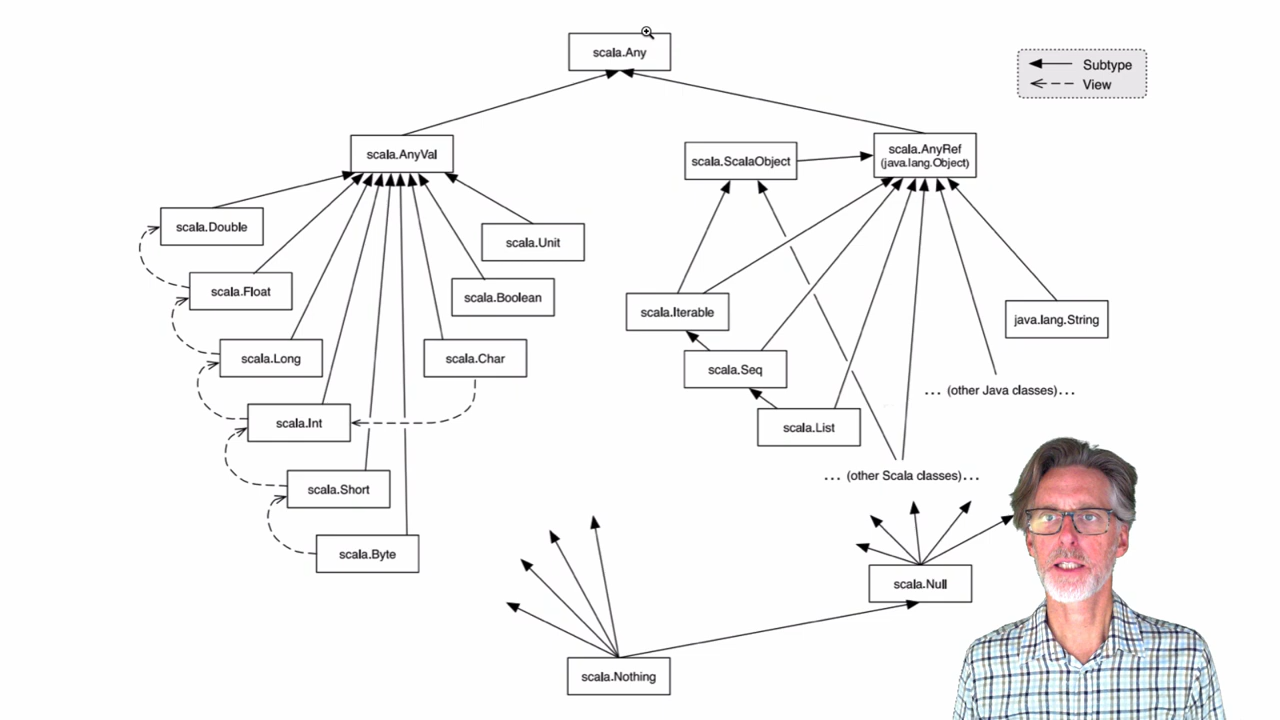 scala.Any
Subtype
View
scala.AnyVal
scala.ScalaObject
scala.AnyRef
(java.lang.Object)
scala.Double
scala.Unit
scala.Float
scala.Boolean
scala.Iterable
java.lang.String
scala.Long
scala.Char
scala.Seq
... (other Java classes)...
scala.Int
scala.List
... (other Scala classes)...
scala.Short
scala.Byte
scala.Null
scala.Nothing